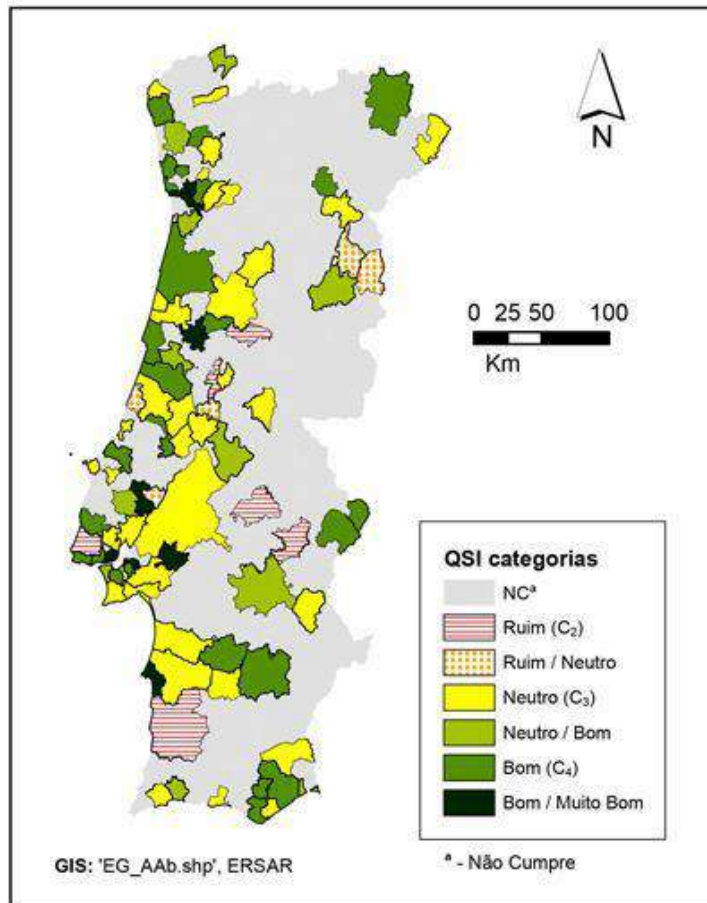 N
0 25 50 100
Km
QSI categorias
NCª
Ruim (C₂)
Ruim / Neutro
Neutro (C₃)
Neutro / Bom
Bom (C₄)
Bom / Muito Bom
GIS: 'EG_AAb.shp', ERSAR
ª - Não Cumpre